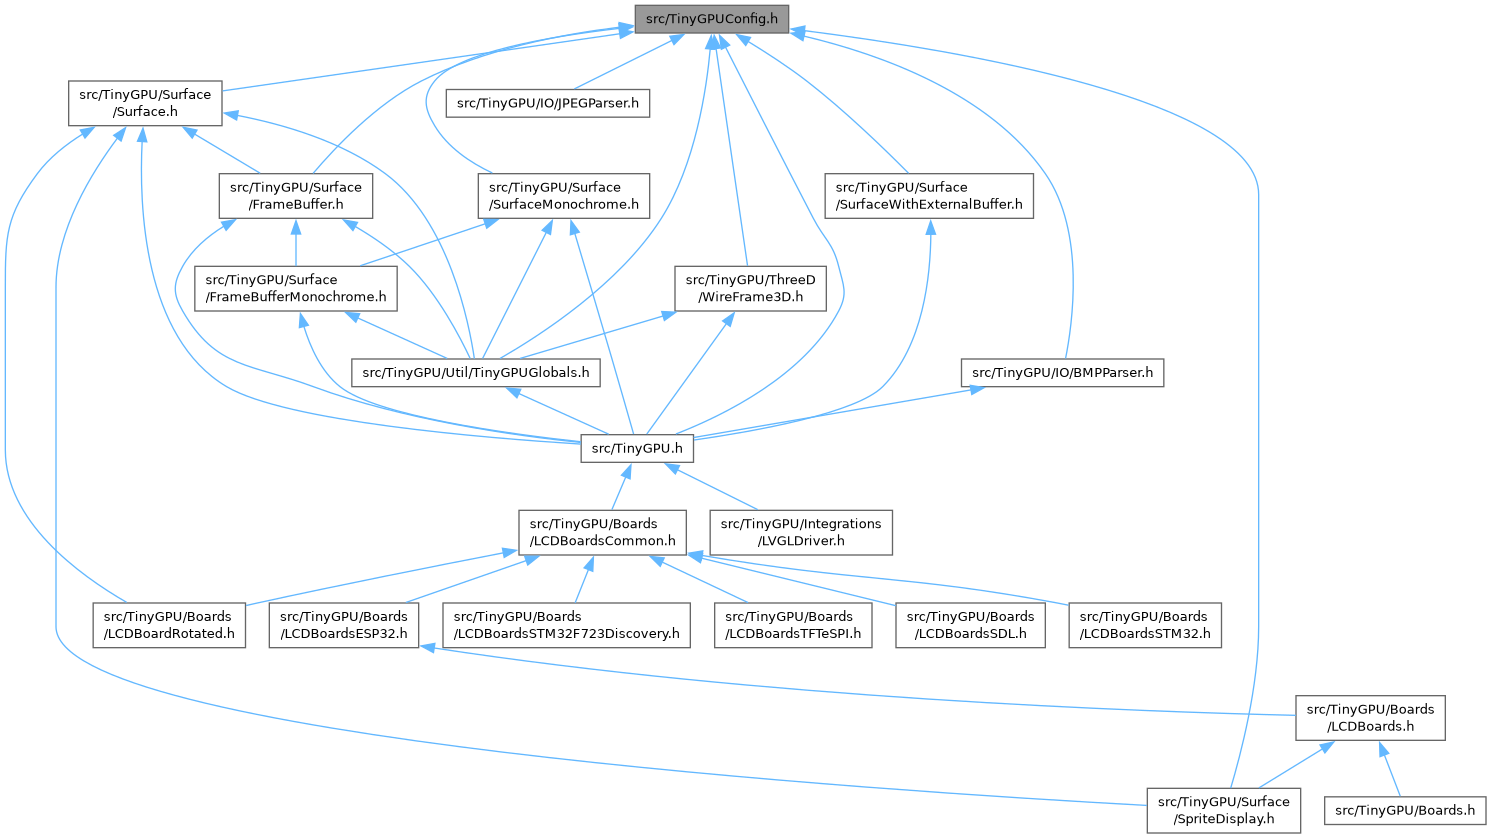 src/TinyGPUConfig.h
src/TinyGPU/Surface
/Surface.h
src/TinyGPU/IO/JPEGParser.h
src/TinyGPU/Surface
/FrameBuffer.h
src/TinyGPU/Surface
/SurfaceMonochrome.h
src/TinyGPU/Surface
/SurfaceWithExternalBuffer.h
src/TinyGPU/Surface
/FrameBufferMonochrome.h
src/TinyGPU/ThreeD
/WireFrame3D.h
src/TinyGPU/Util/TinyGPUGlobals.h
src/TinyGPU/IO/BMPParser.h
src/TinyGPU.h
src/TinyGPU/Boards
/LCDBoardsCommon.h
src/TinyGPU/Integrations
/LVGLDriver.h
src/TinyGPU/Boards
/LCDBoardRotated.h
src/TinyGPU/Boards
/LCDBoardsESP32.h
src/TinyGPU/Boards
/LCDBoardsSTM32F723Discovery.h
src/TinyGPU/Boards
/LCDBoardsTFTeSPI.h
src/TinyGPU/Boards
/LCDBoardsSDL.h
src/TinyGPU/Boards
/LCDBoardsSTM32.h
src/TinyGPU/Boards
/LCDBoards.h
src/TinyGPU/Surface
/SpriteDisplay.h
src/TinyGPU/Boards.h